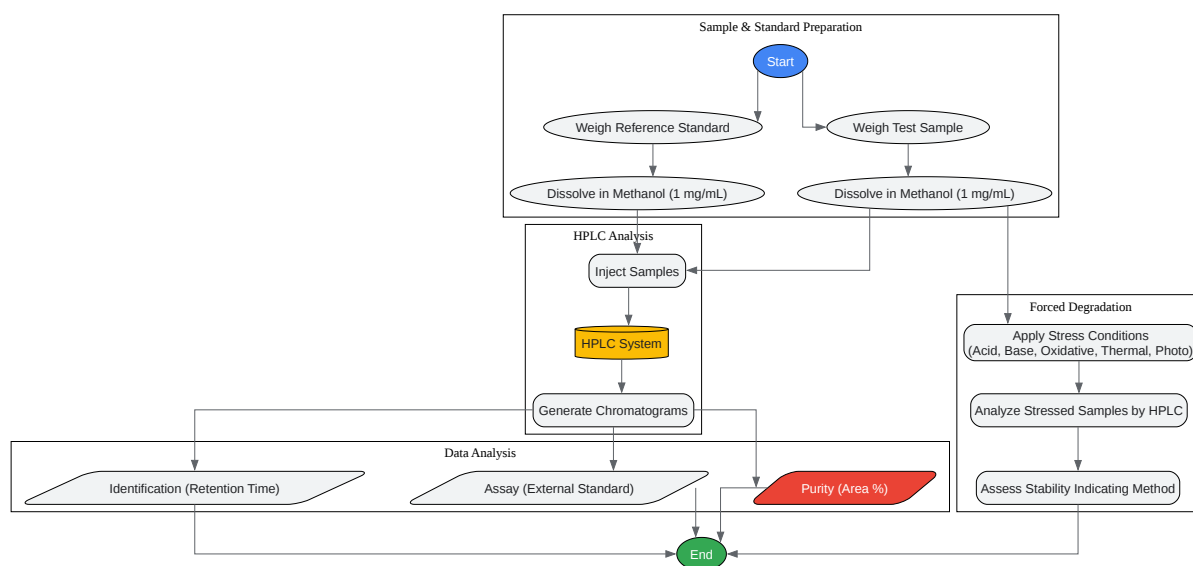 Sample & Standard Preparation
Start
Weigh Reference Standard
Weigh Test Sample
Dissolve in Methanol (1 mg/mL)
Dissolve in Methanol (1 mg/mL)
HPLC Analysis
Inject Samples
HPLC System
Generate Chromatograms
Forced Degradation
Apply Stress Conditions
(Acid, Base, Oxidative, Thermal, Photo)
Analyze Stressed Samples by HPLC
Assess Stability Indicating Method
Data Analysis
Identification (Retention Time)
Assay (External Standard)
Purity (Area %)
End